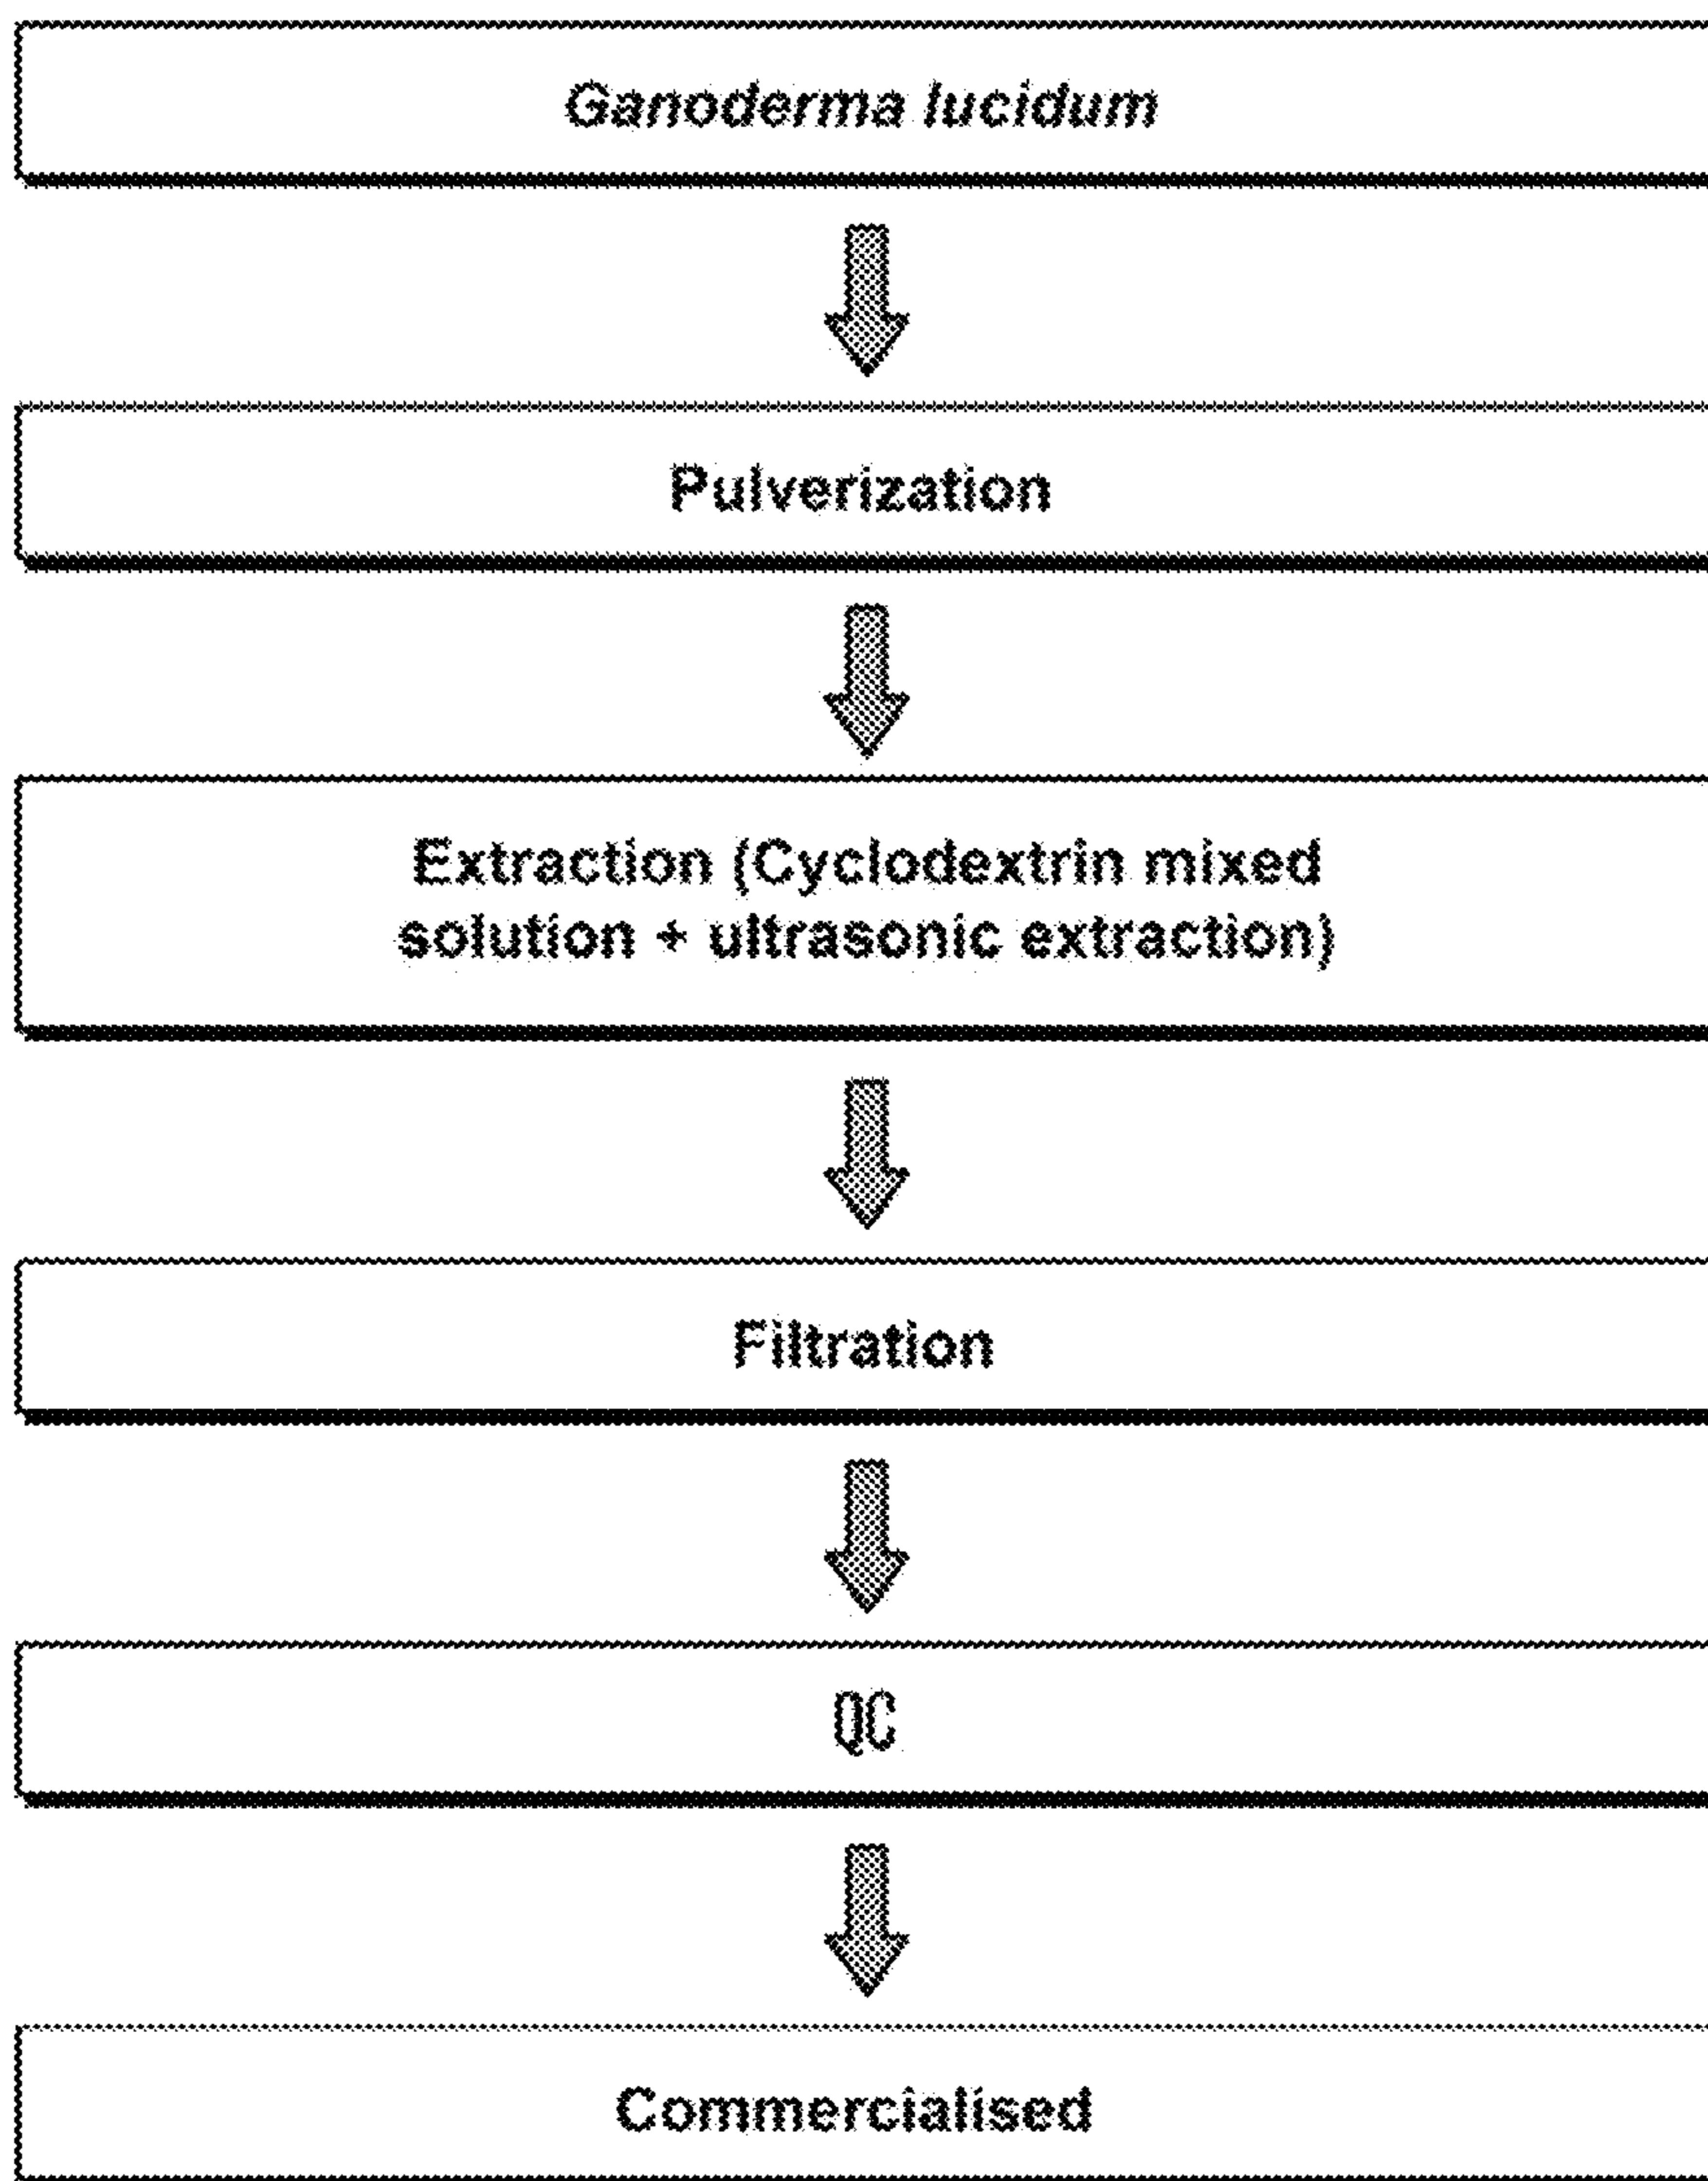 Ganoderma lucidum
Pulverization
Extraction (Cyclodextrin mixed
solution + ultrasonic extraction)
Filtration
QC
Commercialised